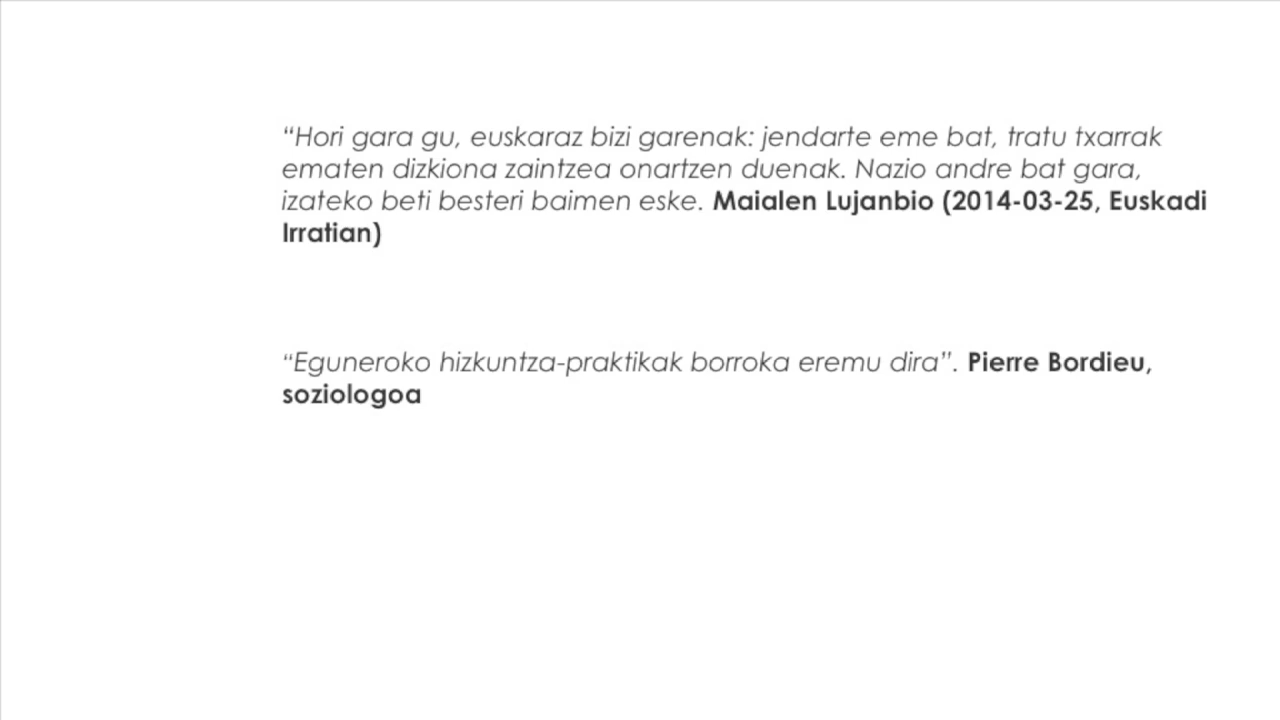 “Hori gara gu, euskaraz bizi garenak: jendarte eme bat, tratu txarrak
ematen dizkiona zaintzea onartzen duenak. Nazio andre bat gara,
izateko beti besteri baimen eske. Maialen Lujanbio (2014-03-25, Euskadi
Irratian)
“Eguneroko hizkuntza-praktikak borroka eremu dira”. Pierre Bordieu,
soziologoa